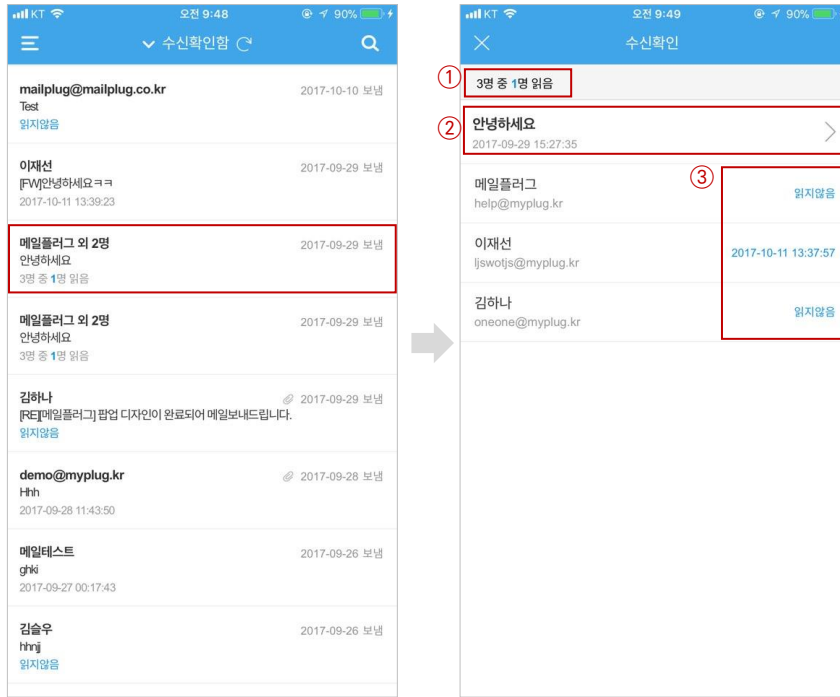 KT 오전 9:48 90%
수신확인함
mailplug@mailplug.co.kr 2017-10-10 보냄
Test
읽지않음
이재선 2017-09-29 보냄
[FW]안녕하세요ㅋㅋ
2017-10-11 13:39:23
메일플러그 외 2명 2017-09-29 보냄
안녕하세요
3명 중 1명 읽음
메일플러그 외 2명 2017-09-29 보냄
안녕하세요
3명 중 1명 읽음
김하나 2017-09-29 보냄
[RE][메일플러그] 팝업 디자인이 완료되어 메일보내드립니다.
읽지않음
demo@myplug.kr 2017-09-28 보냄
Hhh
2017-09-28 11:43:50
메일테스트 2017-09-26 보냄
ghki
2017-09-27 00:17:43
김슬우 2017-09-26 보냄
hhnjj
읽지않음
KT 오전 9:49 90%
수신확인
① 3명 중 1명 읽음
② 안녕하세요
2017-09-29 15:27:35
③
메일플러그 읽지않음
help@myplug.kr
이재선 2017-10-11 13:37:57
ljswotjs@myplug.kr
김하나 읽지않음
oneone@myplug.kr